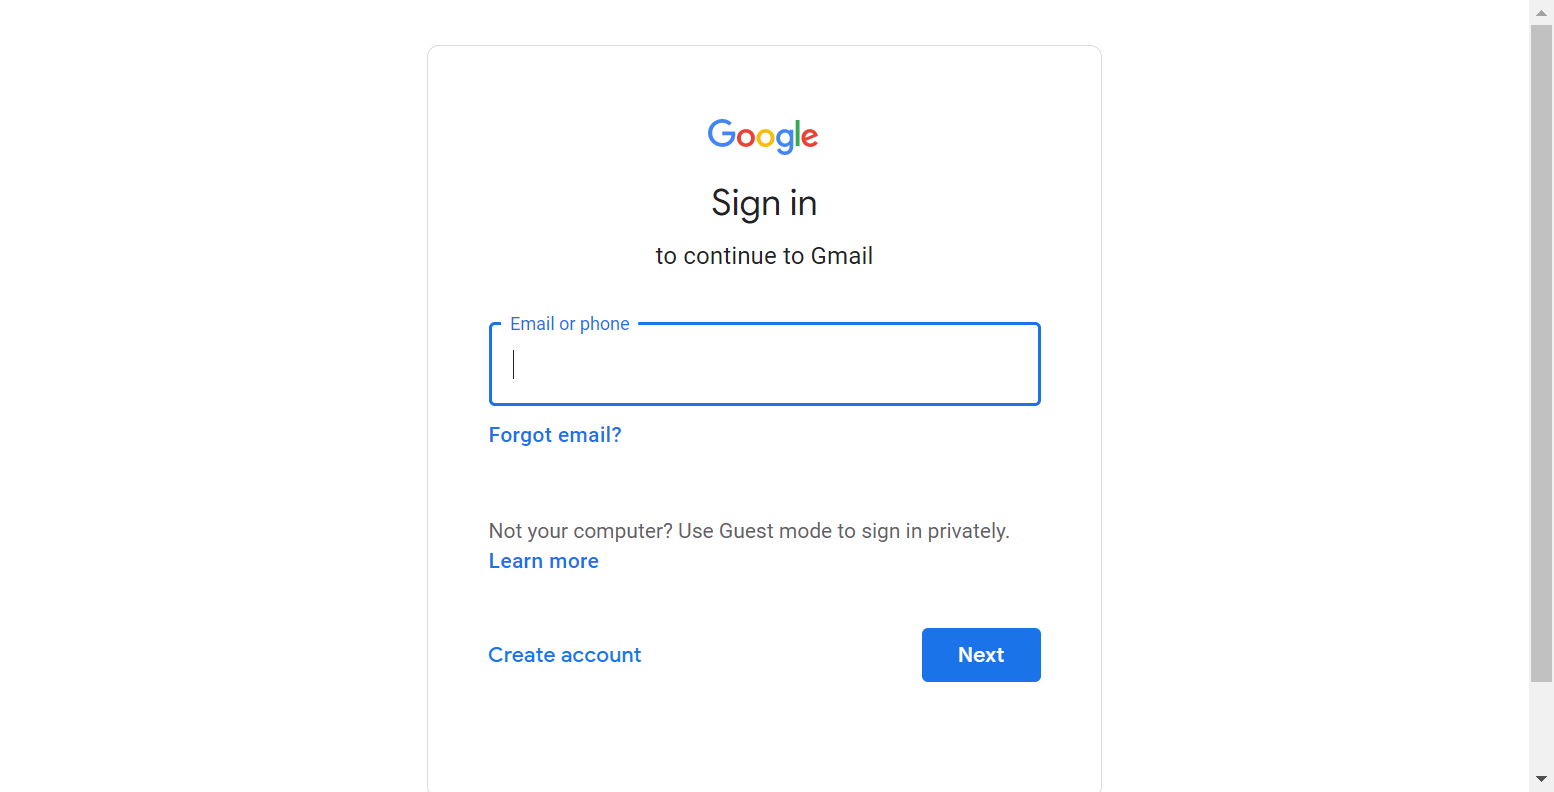 Google
Sign in
to continue to Gmail
Email or phone
Forgot email?
Not your computer? Use Guest mode to sign in privately.
Learn more
Create account
Next